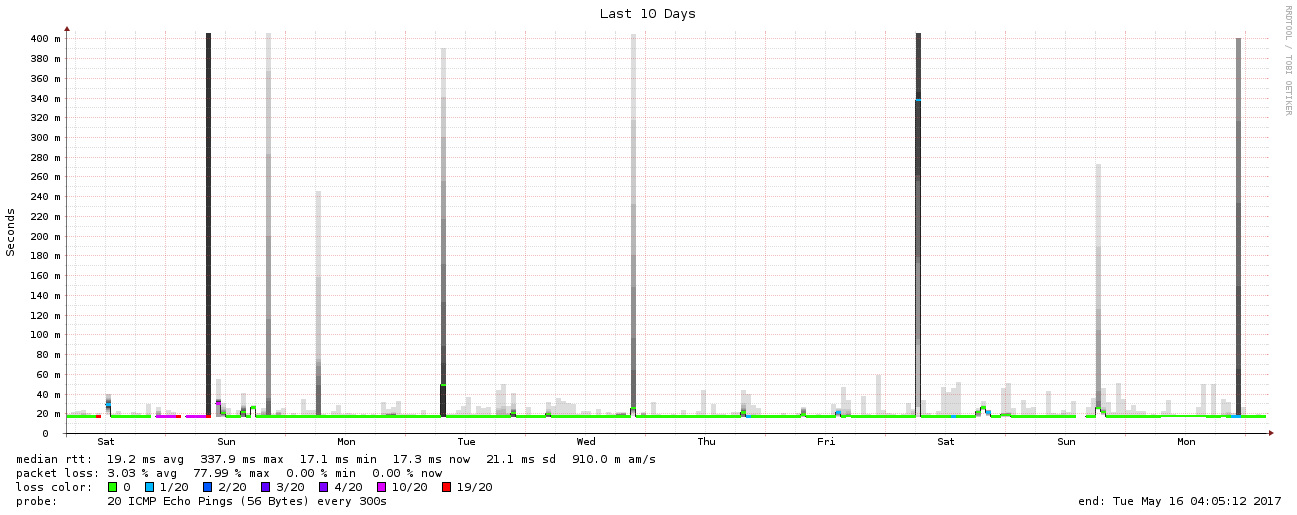 Last 10 Days
RRDTOOL / TOBI OETIKER
Seconds
400 m
380 m
360 m
340 m
320 m
300 m
280 m
260 m
240 m
220 m
200 m
180 m
160 m
140 m
120 m
100 m
80 m
60 m
40 m
20 m
0
Sat Sun Mon Tue Wed Thu Fri Sat Sun Mon
median rtt: 19.2 ms avg 337.9 ms max 17.1 ms min 17.3 ms now 21.1 ms sd 910.0 m am/s
packet loss: 3.03 % avg 77.99 % max 0.00 % min 0.00 % now
loss color: 0 1/20 2/20 3/20 4/20 10/20 19/20
probe: 20 ICMP Echo Pings (56 Bytes) every 300s end: Tue May 16 04:05:12 2017